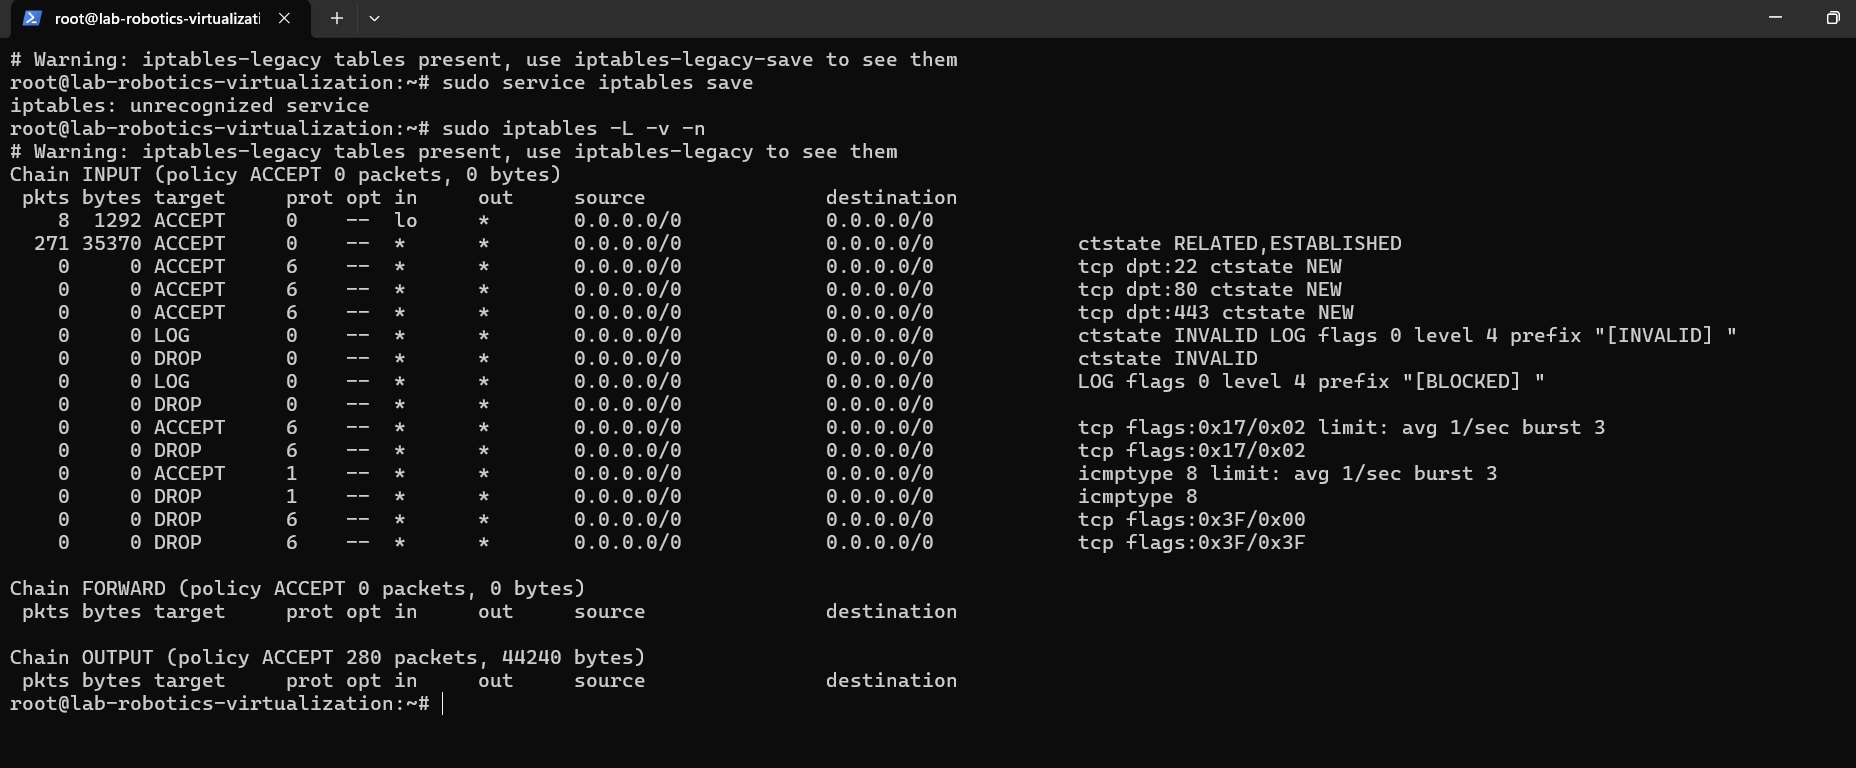 root@lab-robotics-virtualizati
# Warning: iptables-legacy tables present, use iptables-legacy-save to see them
root@lab-robotics-virtualization:~# sudo service iptables save
iptables: unrecognized service
root@lab-robotics-virtualization:~# sudo iptables -L -v -n
# Warning: iptables-legacy tables present, use iptables-legacy to see them
Chain INPUT (policy ACCEPT 0 packets, 0 bytes)
 pkts bytes target     prot opt in     out     source               destination
    8  1292 ACCEPT     0    --  lo     *       0.0.0.0/0            0.0.0.0/0
  271 35370 ACCEPT     0    --  *      *       0.0.0.0/0            0.0.0.0/0            ctstate RELATED,ESTABLISHED
    0     0 ACCEPT     6    --  *      *       0.0.0.0/0            0.0.0.0/0            tcp dpt:22 ctstate NEW
    0     0 ACCEPT     6    --  *      *       0.0.0.0/0            0.0.0.0/0            tcp dpt:80 ctstate NEW
    0     0 ACCEPT     6    --  *      *       0.0.0.0/0            0.0.0.0/0            tcp dpt:443 ctstate NEW
    0     0 LOG        0    --  *      *       0.0.0.0/0            0.0.0.0/0            ctstate INVALID LOG flags 0 level 4 prefix "[INVALID] "
    0     0 DROP       0    --  *      *       0.0.0.0/0            0.0.0.0/0            ctstate INVALID
    0     0 LOG        0    --  *      *       0.0.0.0/0            0.0.0.0/0            LOG flags 0 level 4 prefix "[BLOCKED] "
    0     0 DROP       0    --  *      *       0.0.0.0/0            0.0.0.0/0
    0     0 ACCEPT     6    --  *      *       0.0.0.0/0            0.0.0.0/0            tcp flags:0x17/0x02 limit: avg 1/sec burst 3
    0     0 DROP       6    --  *      *       0.0.0.0/0            0.0.0.0/0            tcp flags:0x17/0x02
    0     0 ACCEPT     1    --  *      *       0.0.0.0/0            0.0.0.0/0            icmptype 8 limit: avg 1/sec burst 3
    0     0 DROP       1    --  *      *       0.0.0.0/0            0.0.0.0/0            icmptype 8
    0     0 DROP       6    --  *      *       0.0.0.0/0            0.0.0.0/0            tcp flags:0x3F/0x00
    0     0 DROP       6    --  *      *       0.0.0.0/0            0.0.0.0/0            tcp flags:0x3F/0x3F
Chain FORWARD (policy ACCEPT 0 packets, 0 bytes)
 pkts bytes target     prot opt in     out     source               destination
Chain OUTPUT (policy ACCEPT 280 packets, 44240 bytes)
 pkts bytes target     prot opt in     out     source               destination
root@lab-robotics-virtualization:~#